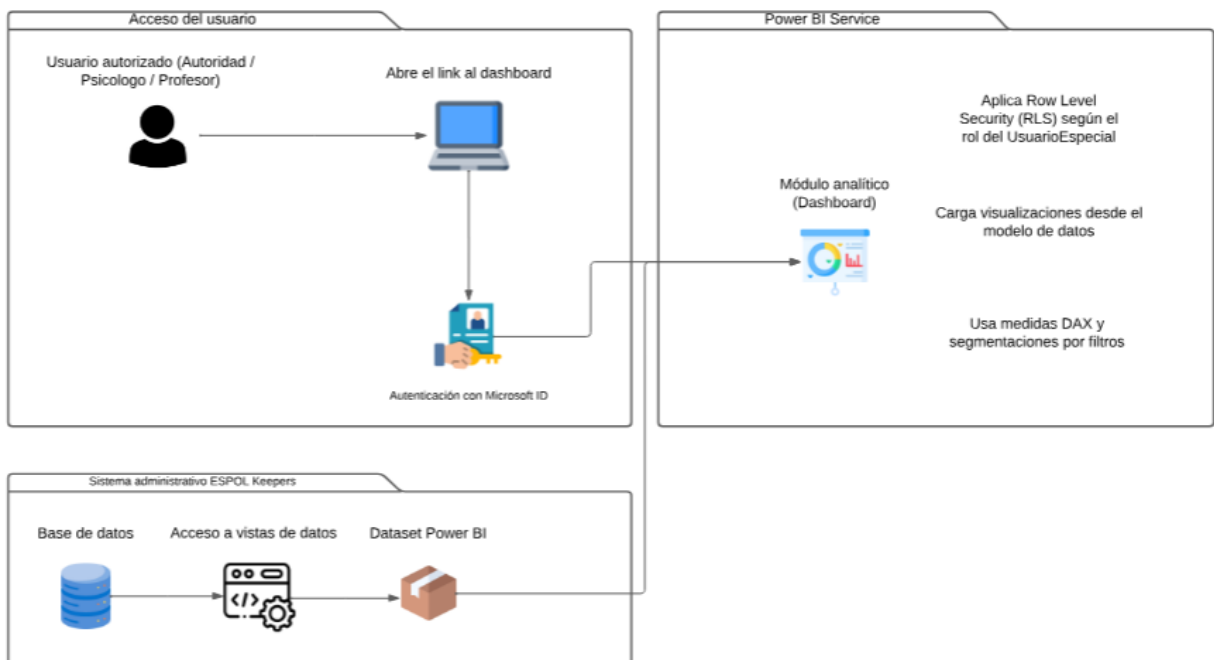 Acceso del usuario
Usuario autorizado (Autoridad /
Psicologo / Profesor)
Abre el link al dashboard
Autenticación con Microsoft ID
Power BI Service
Aplica Row Level
Security (RLS) según el
rol del UsuarioEspecial
Módulo analítico
(Dashboard)
Carga visualizaciones desde el
modelo de datos
Usa medidas DAX y
segmentaciones por filtros
Sistema administrativo ESPOL Keepers
Base de datos
Acceso a vistas de datos
Dataset Power BI